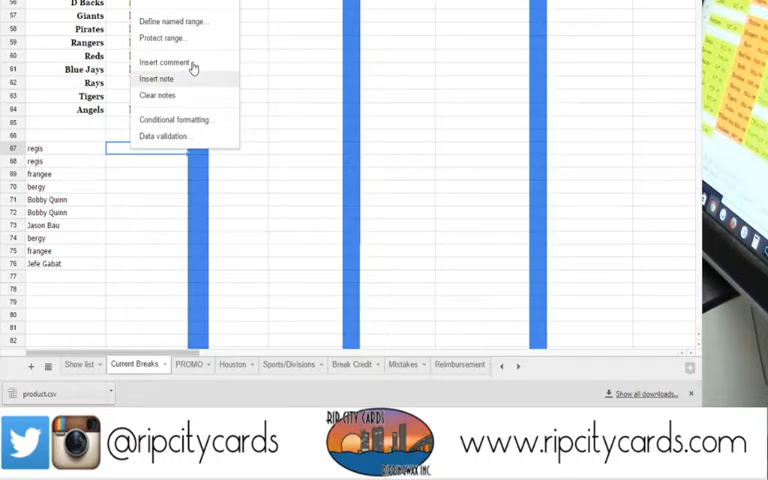 56 D Backs
Define named range...
57 Giants
58 Pirates
Protect range...
59 Rangers
60 Reds
Insert comment
61 Blue Jays
62 Rays
Insert note
63 Tigers
Clear notes
64 Angels
65
Conditional formatting...
66
Data validation...
67 regis
68 regis
69 frangee
70 bergy
71 Bobby Quinn
72 Bobby Quinn
73 Jason Bau
74 bergy
75 frangee
76 Jefe Gabat
77
78
79
80
81
82
+ Show list Current Breaks PROMO Houston Sports/Divisions Break Credit Mistakes Reimbursement
product.csv Show all downloads...
@ripcitycards RIP CITY CARDS RIPPINGWAX INC. www.ripcitycards.com